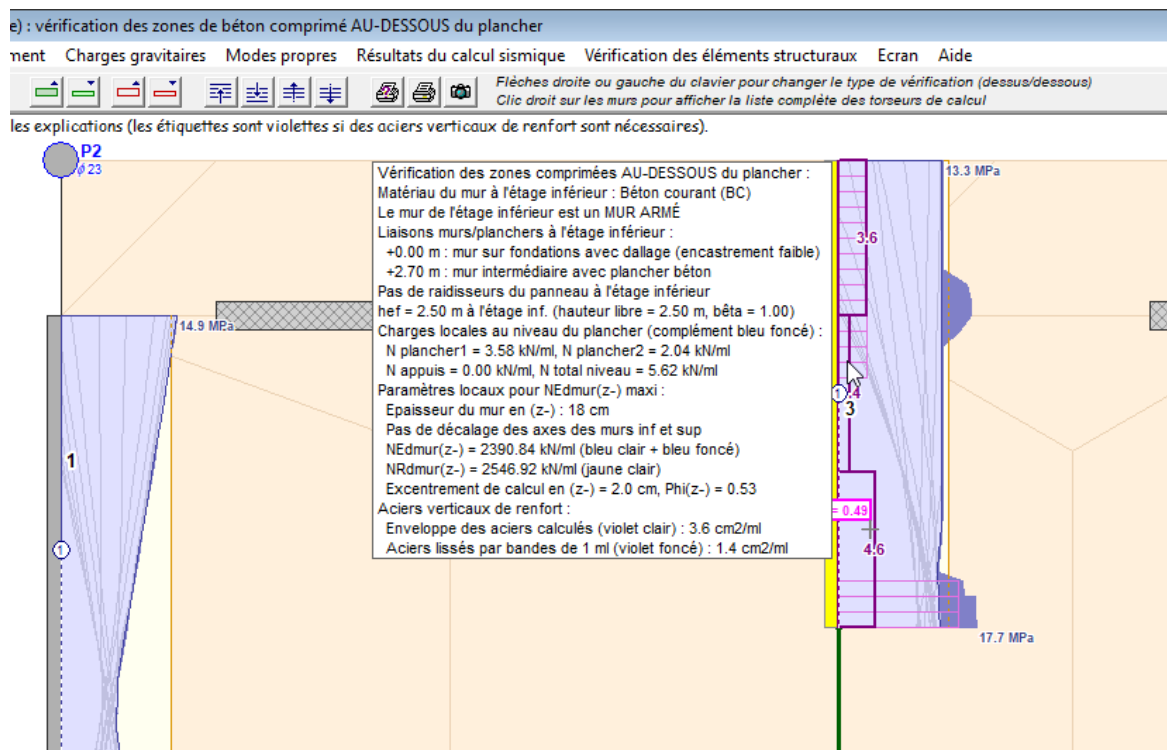 e) : vérification des zones de béton comprimé AU-DESSOUS du plancher
ment Charges gravitaires Modes propres Résultats du calcul sismique Vérification des éléments structuraux Ecran Aide
Flèches droite ou gauche du clavier pour changer le type de vérification (dessus/dessous)
Clic droit sur les murs pour afficher la liste complète des torseurs de calcul
les explications (les étiquettes sont violettes si des aciers verticaux de renfort sont nécessaires).
P2
ϕ 23
14.9 MPa
1
1
Vérification des zones comprimées AU-DESSOUS du plancher :
Matériau du mur à l'étage inférieur : Béton courant (BC)
Le mur de l'étage inférieur est un MUR ARMÉ
Liaisons murs/planchers à l'étage inférieur :
+0.00 m : mur sur fondations avec dallage (encastrement faible)
+2.70 m : mur intermédiaire avec plancher béton
Pas de raidisseurs du panneau à l'étage inférieur
hef = 2.50 m à l'étage inf. (hauteur libre = 2.50 m, bêta = 1.00)
Charges locales au niveau du plancher (complément bleu foncé) :
N plancher1 = 3.58 kN/ml, N plancher2 = 2.04 kN/ml
N appuis = 0.00 kN/ml, N total niveau = 5.62 kN/ml
Paramètres locaux pour NEdmur(z-) maxi :
Epaisseur du mur en (z-) : 18 cm
Pas de décalage des axes des murs inf et sup
NEdmur(z-) = 2390.84 kN/ml (bleu clair + bleu foncé)
NRdmur(z-) = 2546.92 kN/ml (jaune clair)
Excentrement de calcul en (z-) = 2.0 cm, Phi(z-) = 0.53
Aciers verticaux de renfort :
Enveloppe des aciers calculés (violet clair) : 3.6 cm2/ml
Aciers lissés par bandes de 1 ml (violet foncé) : 1.4 cm2/ml
13.3 MPa
3.6
1
.4
3
= 0.49
4.6
17.7 MPa